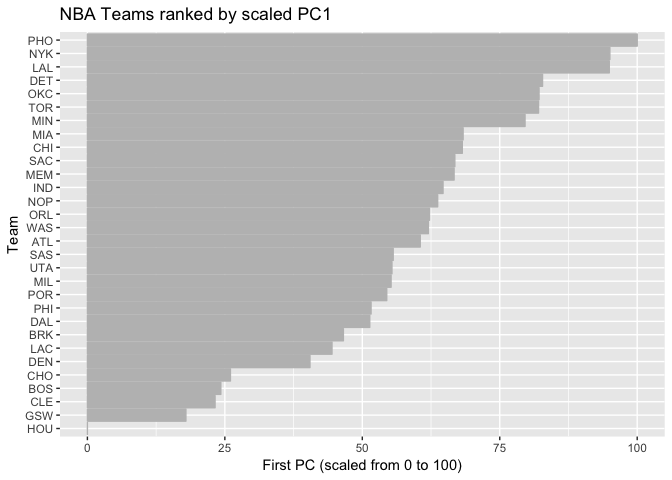 NBA Teams ranked by scaled PC1
PHO
NYK
LAL
DET
OKC
TOR
MIN
MIA
CHI
SAC
MEM
IND
NOP
ORL
WAS
ATL
SAS
UTA
MIL
POR
PHI
DAL
BRK
LAC
DEN
CHO
BOS
CLE
GSW
HOU
Team
0 25 50 75 100
First PC (scaled from 0 to 100)